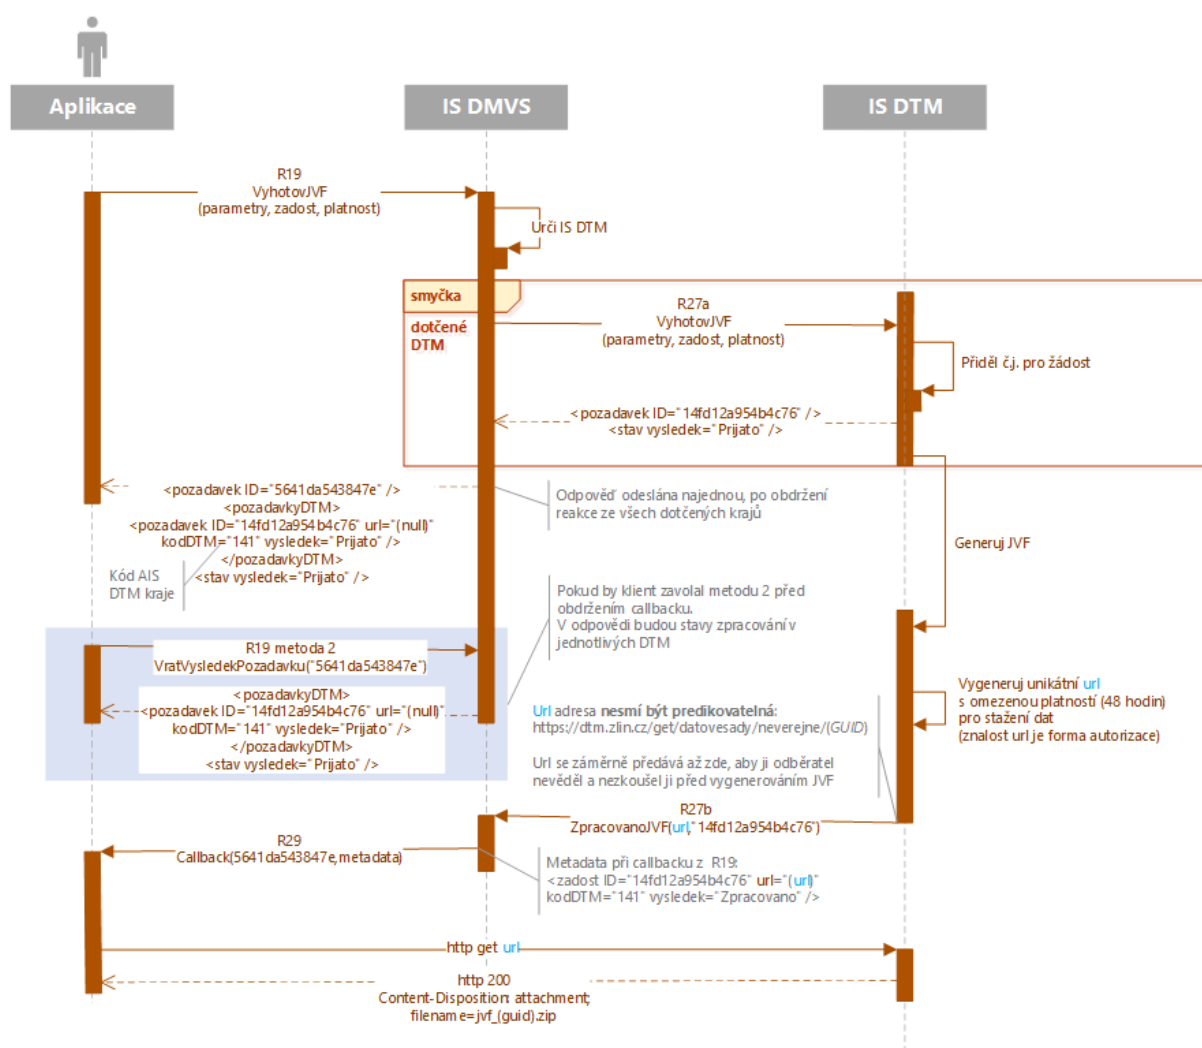 Aplikace
IS DMVS
IS DTM
R19
VyhotovJVF
(parametry, zadost, platnost)
Urči IS DTM
smyčka
dotčené
DTM
R27a
VyhotovJVF
(parametry, zadost, platnost)
Přiděl č.j. pro žádost
<pozadavek ID="14fd12a954b4c76" />
<stav vysledek="Prijato" />
<pozadavek ID="5641da543847e" />
<pozadavkyDTM>
<pozadavek ID="14fd12a954b4c76" url="(null)"
kodDTM="141" vysledek="Prijato" />
</pozadavkyDTM>
<stav vysledek="Prijato" />
Odpověď odeslána najednou, po obdržení
reakce ze všech dotčených krajů
Generuj JVF
Kód AIS
DTM kraje
Pokud by klient zavolal metodu 2 před
obdržením callbacku.
V odpovědi budou stavy zpracování v
jednotlivých DTM
R19 metoda 2
VratVysledekPozadavku("5641da543847e")
<pozadavkyDTM>
<pozadavek ID="14fd12a954b4c76" url="(null)"
kodDTM="141" vysledek="Prijato" />
</pozadavkyDTM>
<stav vysledek="Prijato" />
Vygeneruj unikátní url
s omezenou platností (48 hodin)
pro stažení dat
(znalost url je forma autorizace)
Url adresa nesmí být predikovatelná:
https://dtm.zlin.cz/get/datovesady/neverejne/(GUID)
Url se záměrně předává až zde, aby ji odběratel
nevěděl a nezkoušel ji před vygenerováním JVF
R27b
ZpracovanoJVF(url,"14fd12a954b4c76")
R29
Callback(5641da543847e, metadata)
Metadata při callbacku z R19:
<zadost ID="14fd12a954b4c76" url="(url)"
kodDTM="141" vysledek="Zpracovano" />
http get url
http 200
Content-Disposition: attachment;
filename=jvf_(guid).zip